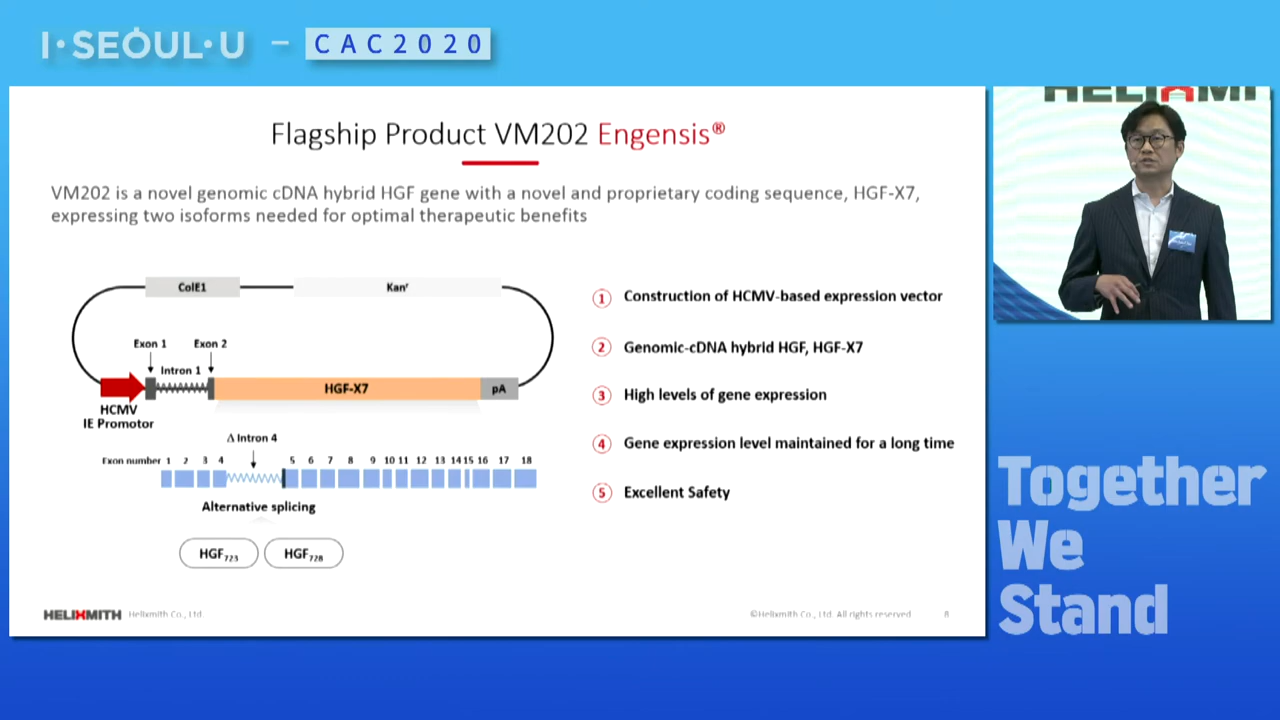 I·SEOUL·U – CAC2020
HELIXMI
Flagship Product VM202 Engensis®
VM202 is a novel genomic cDNA hybrid HGF gene with a novel and proprietary coding sequence, HGF-X7,
expressing two isoforms needed for optimal therapeutic benefits
ColE1
Kanʳ
Exon 1
Exon 2
Intron 1
HGF-X7
pA
HCMV
IE Promotor
Δ Intron 4
Exon number 1 2 3 4 5 6 7 8 9 10 11 12 13 14 15 16 17 18
Alternative splicing
HGF₇₂₃
HGF₇₂₈
① Construction of HCMV-based expression vector
② Genomic-cDNA hybrid HGF, HGF-X7
③ High levels of gene expression
④ Gene expression level maintained for a long time
⑤ Excellent Safety
HELIXMITH Helixmith Co., Ltd.
©Helixmith Co., Ltd. All rights reserved 8
Together
We
Stand